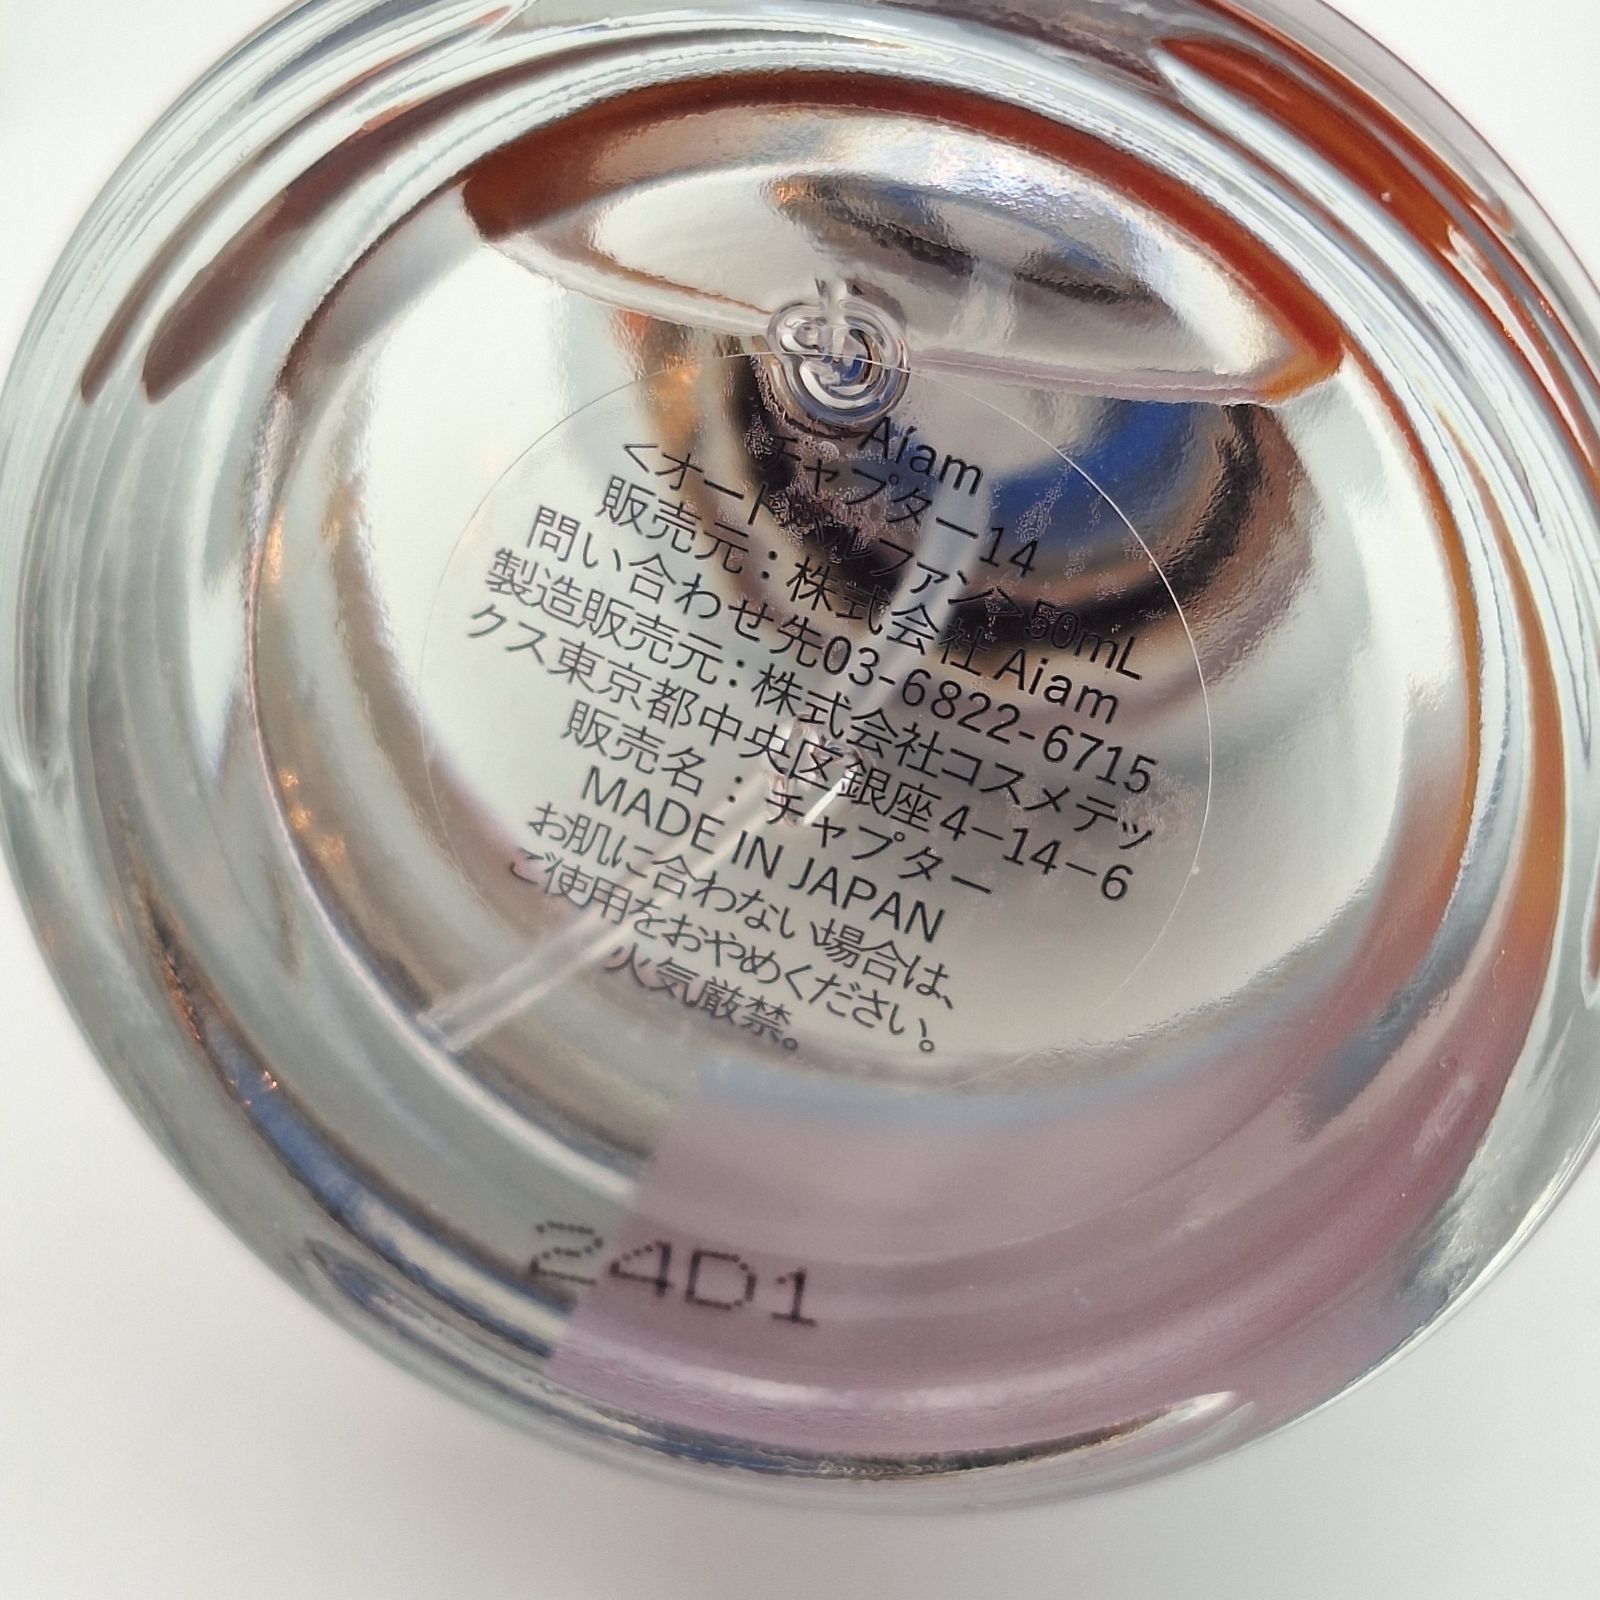 Aiam
チャプター14
<オードパルファン>50mL
販売元：株式会社 Aiam
問い合わせ先03-6822-6715
製造販売元：株式会社コスメテッ
クス東京都中央区銀座4-14-6
販売名：チャプター
MADE IN JAPAN
お肌に合わない場合は、
ご使用をおやめください。
火気厳禁。
24D1